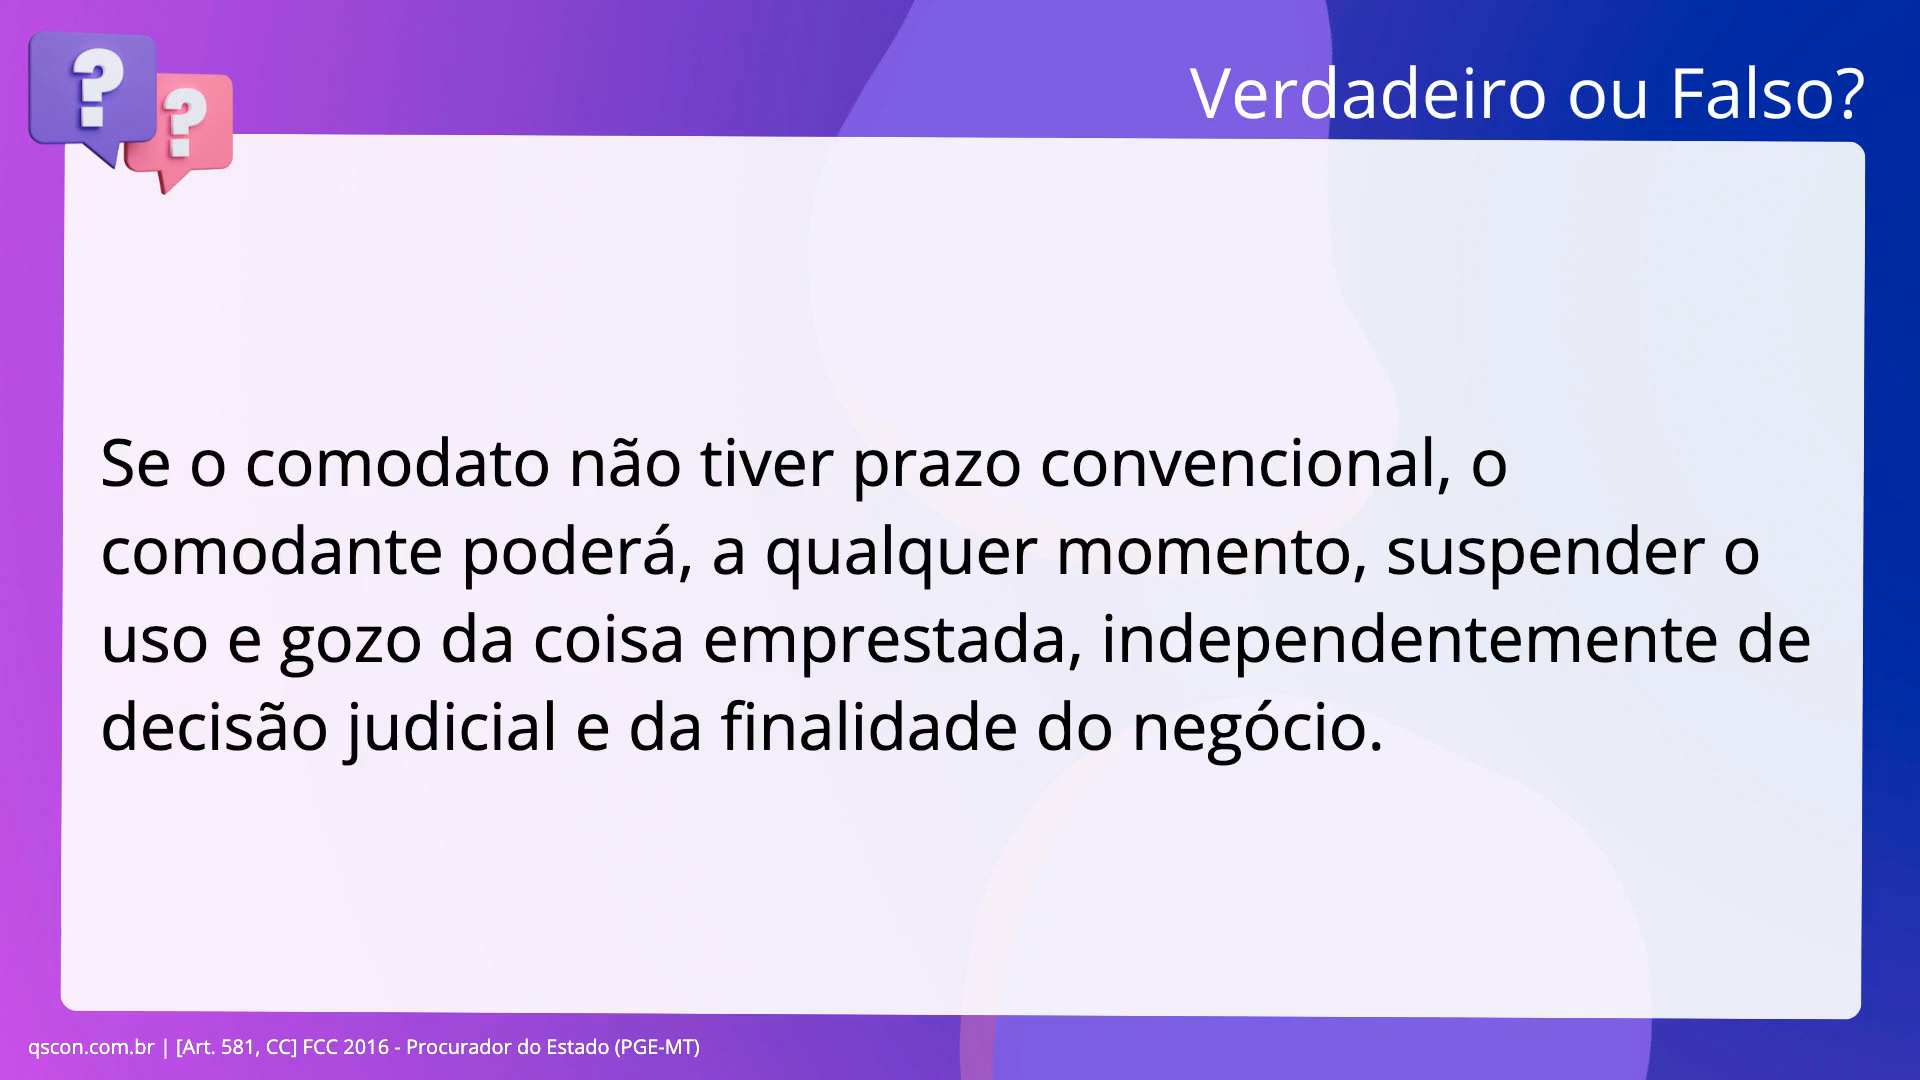 Verdadeiro ou Falso?
Se o comodato não tiver prazo convencional, o
comodante poderá, a qualquer momento, suspender o
uso e gozo da coisa emprestada, independentemente de
decisão judicial e da finalidade do negócio.
qscon.com.br | [Art. 581, CC] FCC 2016 - Procurador do Estado (PGE-MT)